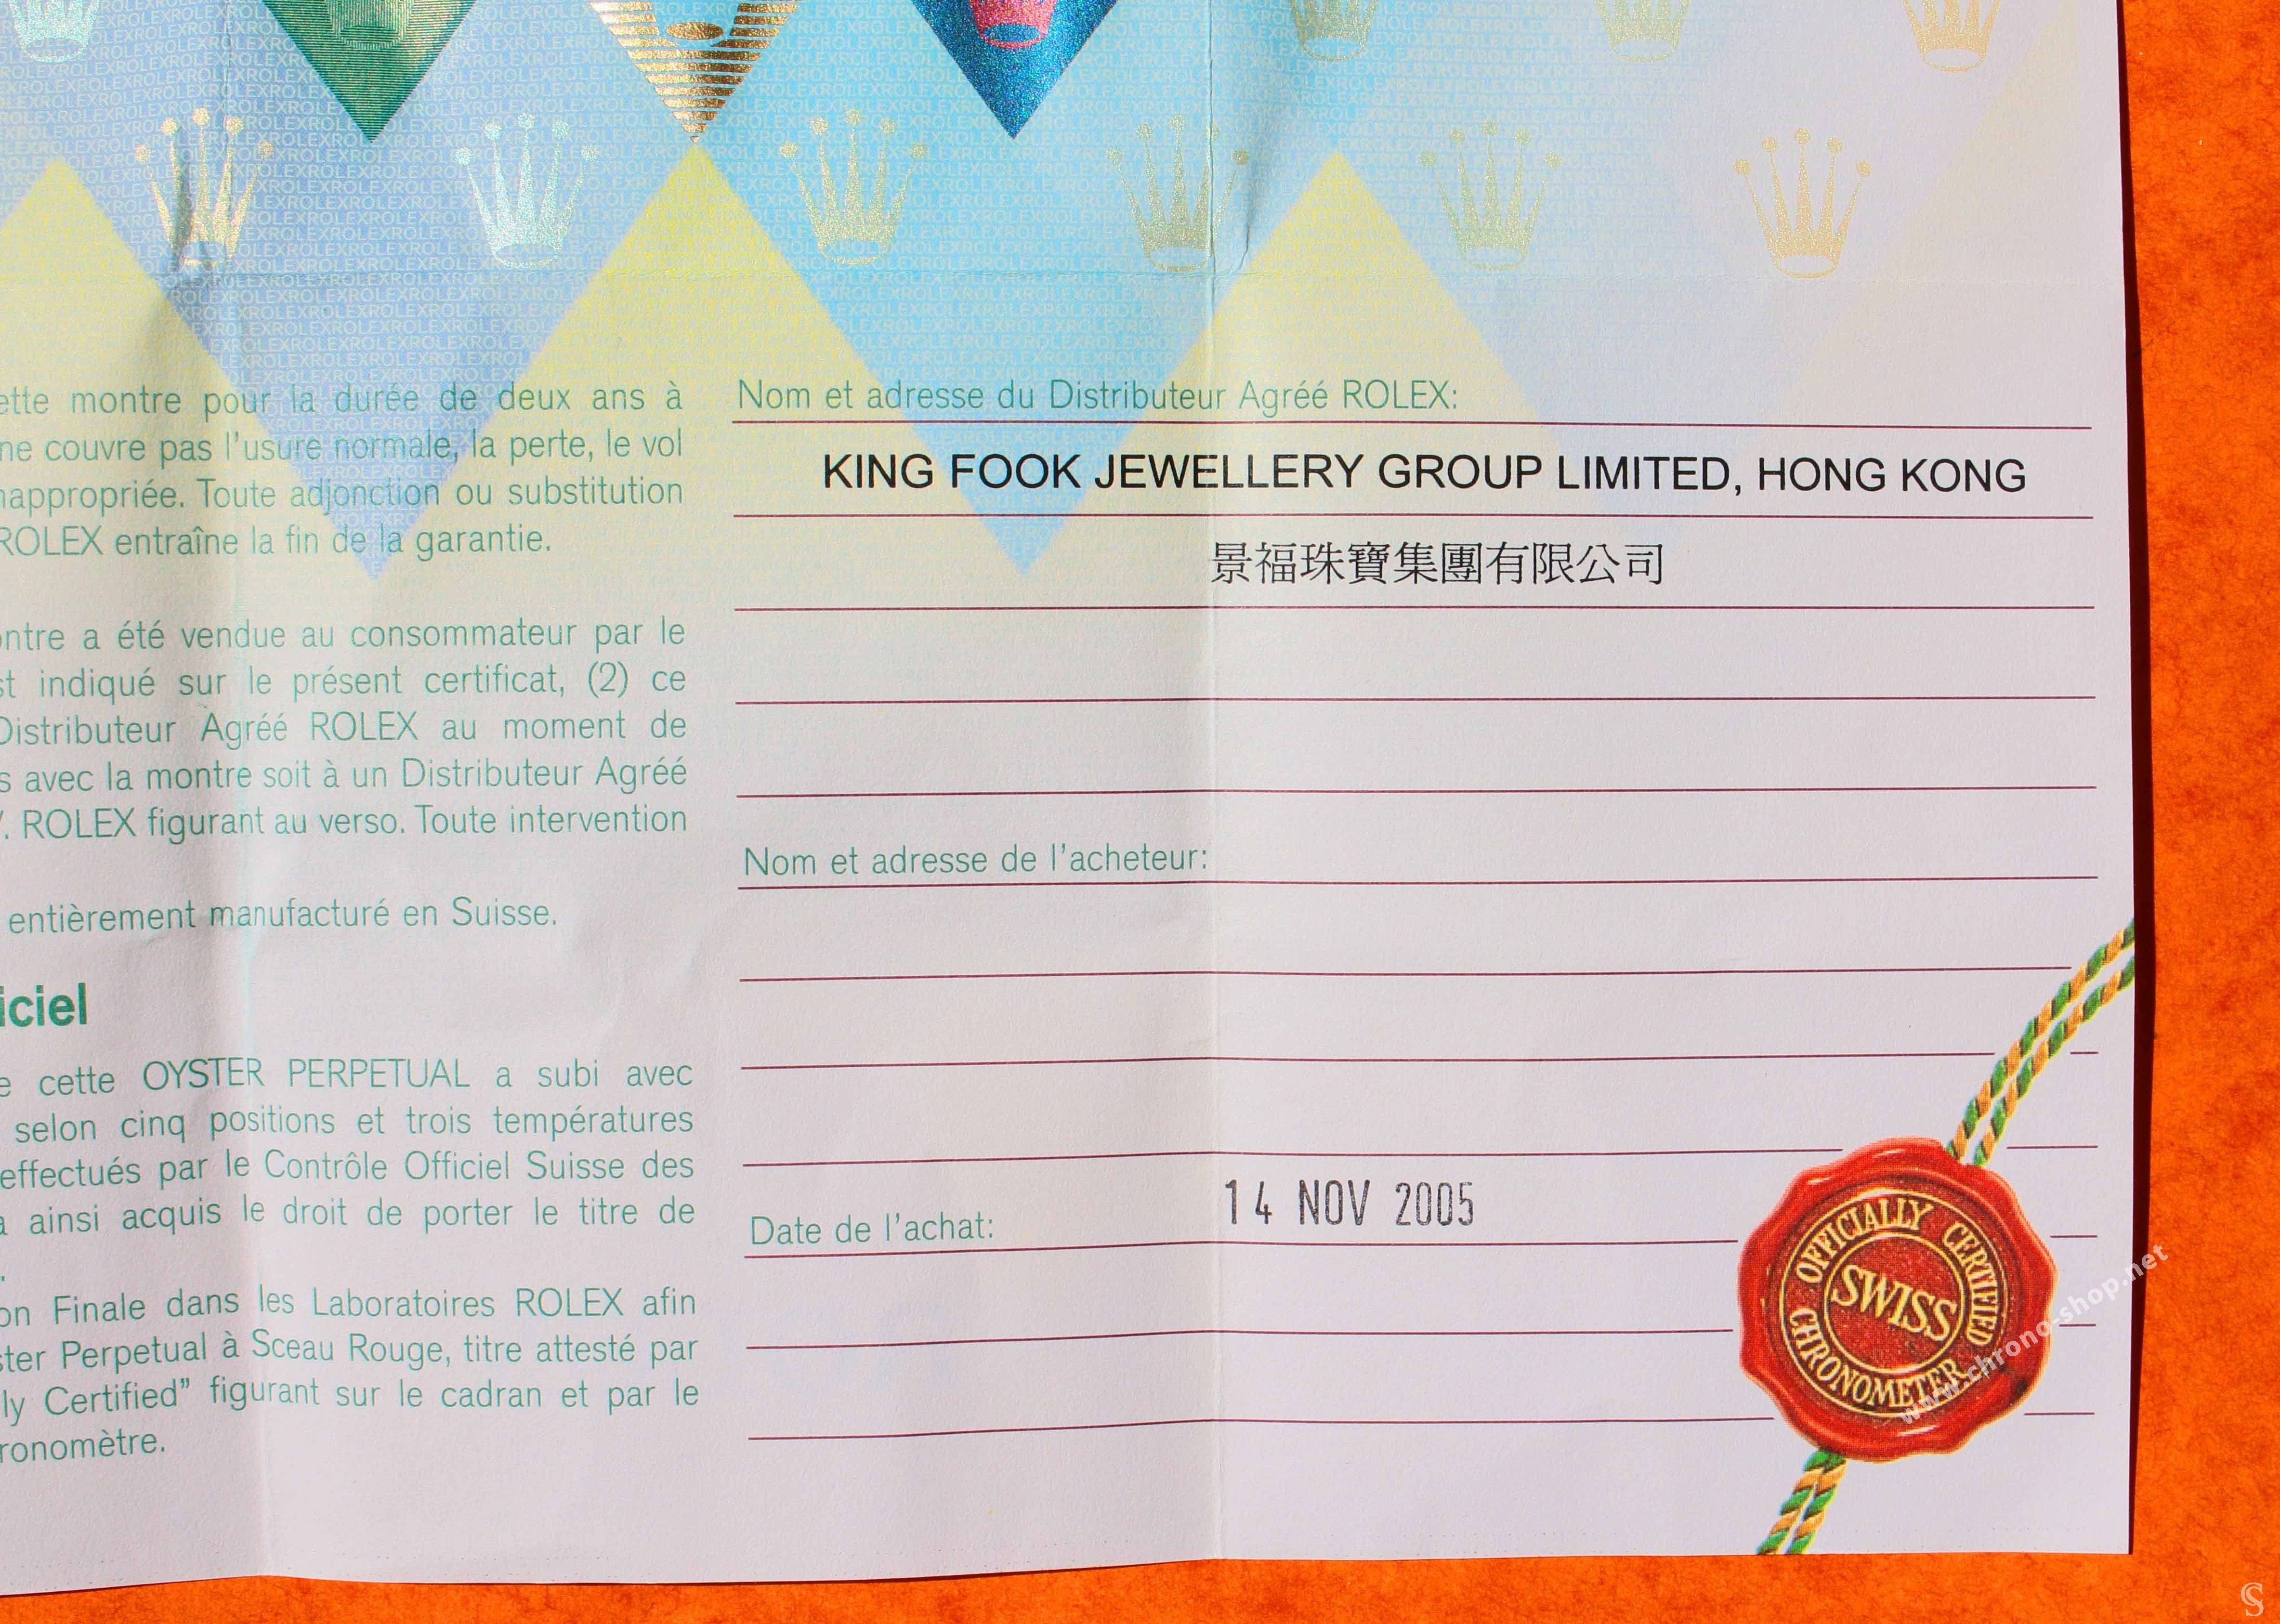 ette montre pour la durée de deux ans à
ne couvre pas l'usure normale, la perte, le vol
nappropriée. Toute adjonction ou substitution
ROLEX entraîne la fin de la garantie.
ontre a été vendue au consommateur par le
st indiqué sur le présent certificat, (2) ce
Distributeur Agréé ROLEX au moment de
s avec la montre soit à un Distributeur Agréé
. ROLEX figurant au verso. Toute intervention
entièrement manufacturé en Suisse.
iciel
e cette OYSTER PERPETUAL a subi avec
selon cinq positions et trois températures
effectués par le Contrôle Officiel Suisse des
a ainsi acquis le droit de porter le titre de
on Finale dans les Laboratoires ROLEX afin
ster Perpetual à Sceau Rouge, titre attesté par
ly Certified” figurant sur le cadran et par le
ronomètre.
Nom et adresse du Distributeur Agréé ROLEX:
KING FOOK JEWELLERY GROUP LIMITED, HONG KONG
景福珠寶集團有限公司
Nom et adresse de l'acheteur:
Date de l'achat: 14 NOV 2005
OFFICIALLY CERTIFIED
SWISS
CHRONOMETER
www.chrono-shop.net